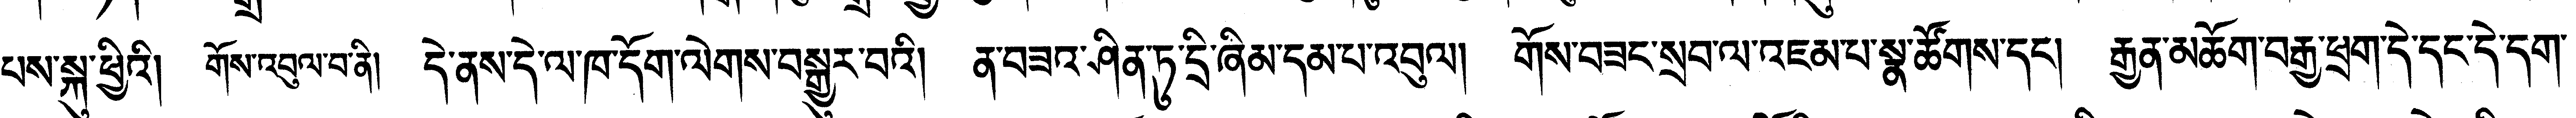 པས་སྐུ་ཕྱིའི། གོས་འབུལ་བ་ནི། དེ་ནས་དེ་ལ་ཁ་དོག་ལེགས་བསྒྱུར་བའི། ན་བཟའ་ཤིན་ཏུ་དྲི་ཞིམ་དམ་པ་འབུལ། གོས་བཟང་སྲབ་ལ་འཇམ་པ་སྣ་ཚོགས་དང༌། རྒྱན་མཆོག་བརྒྱ་ཕྲག་དེ་དང་དེ་དག་